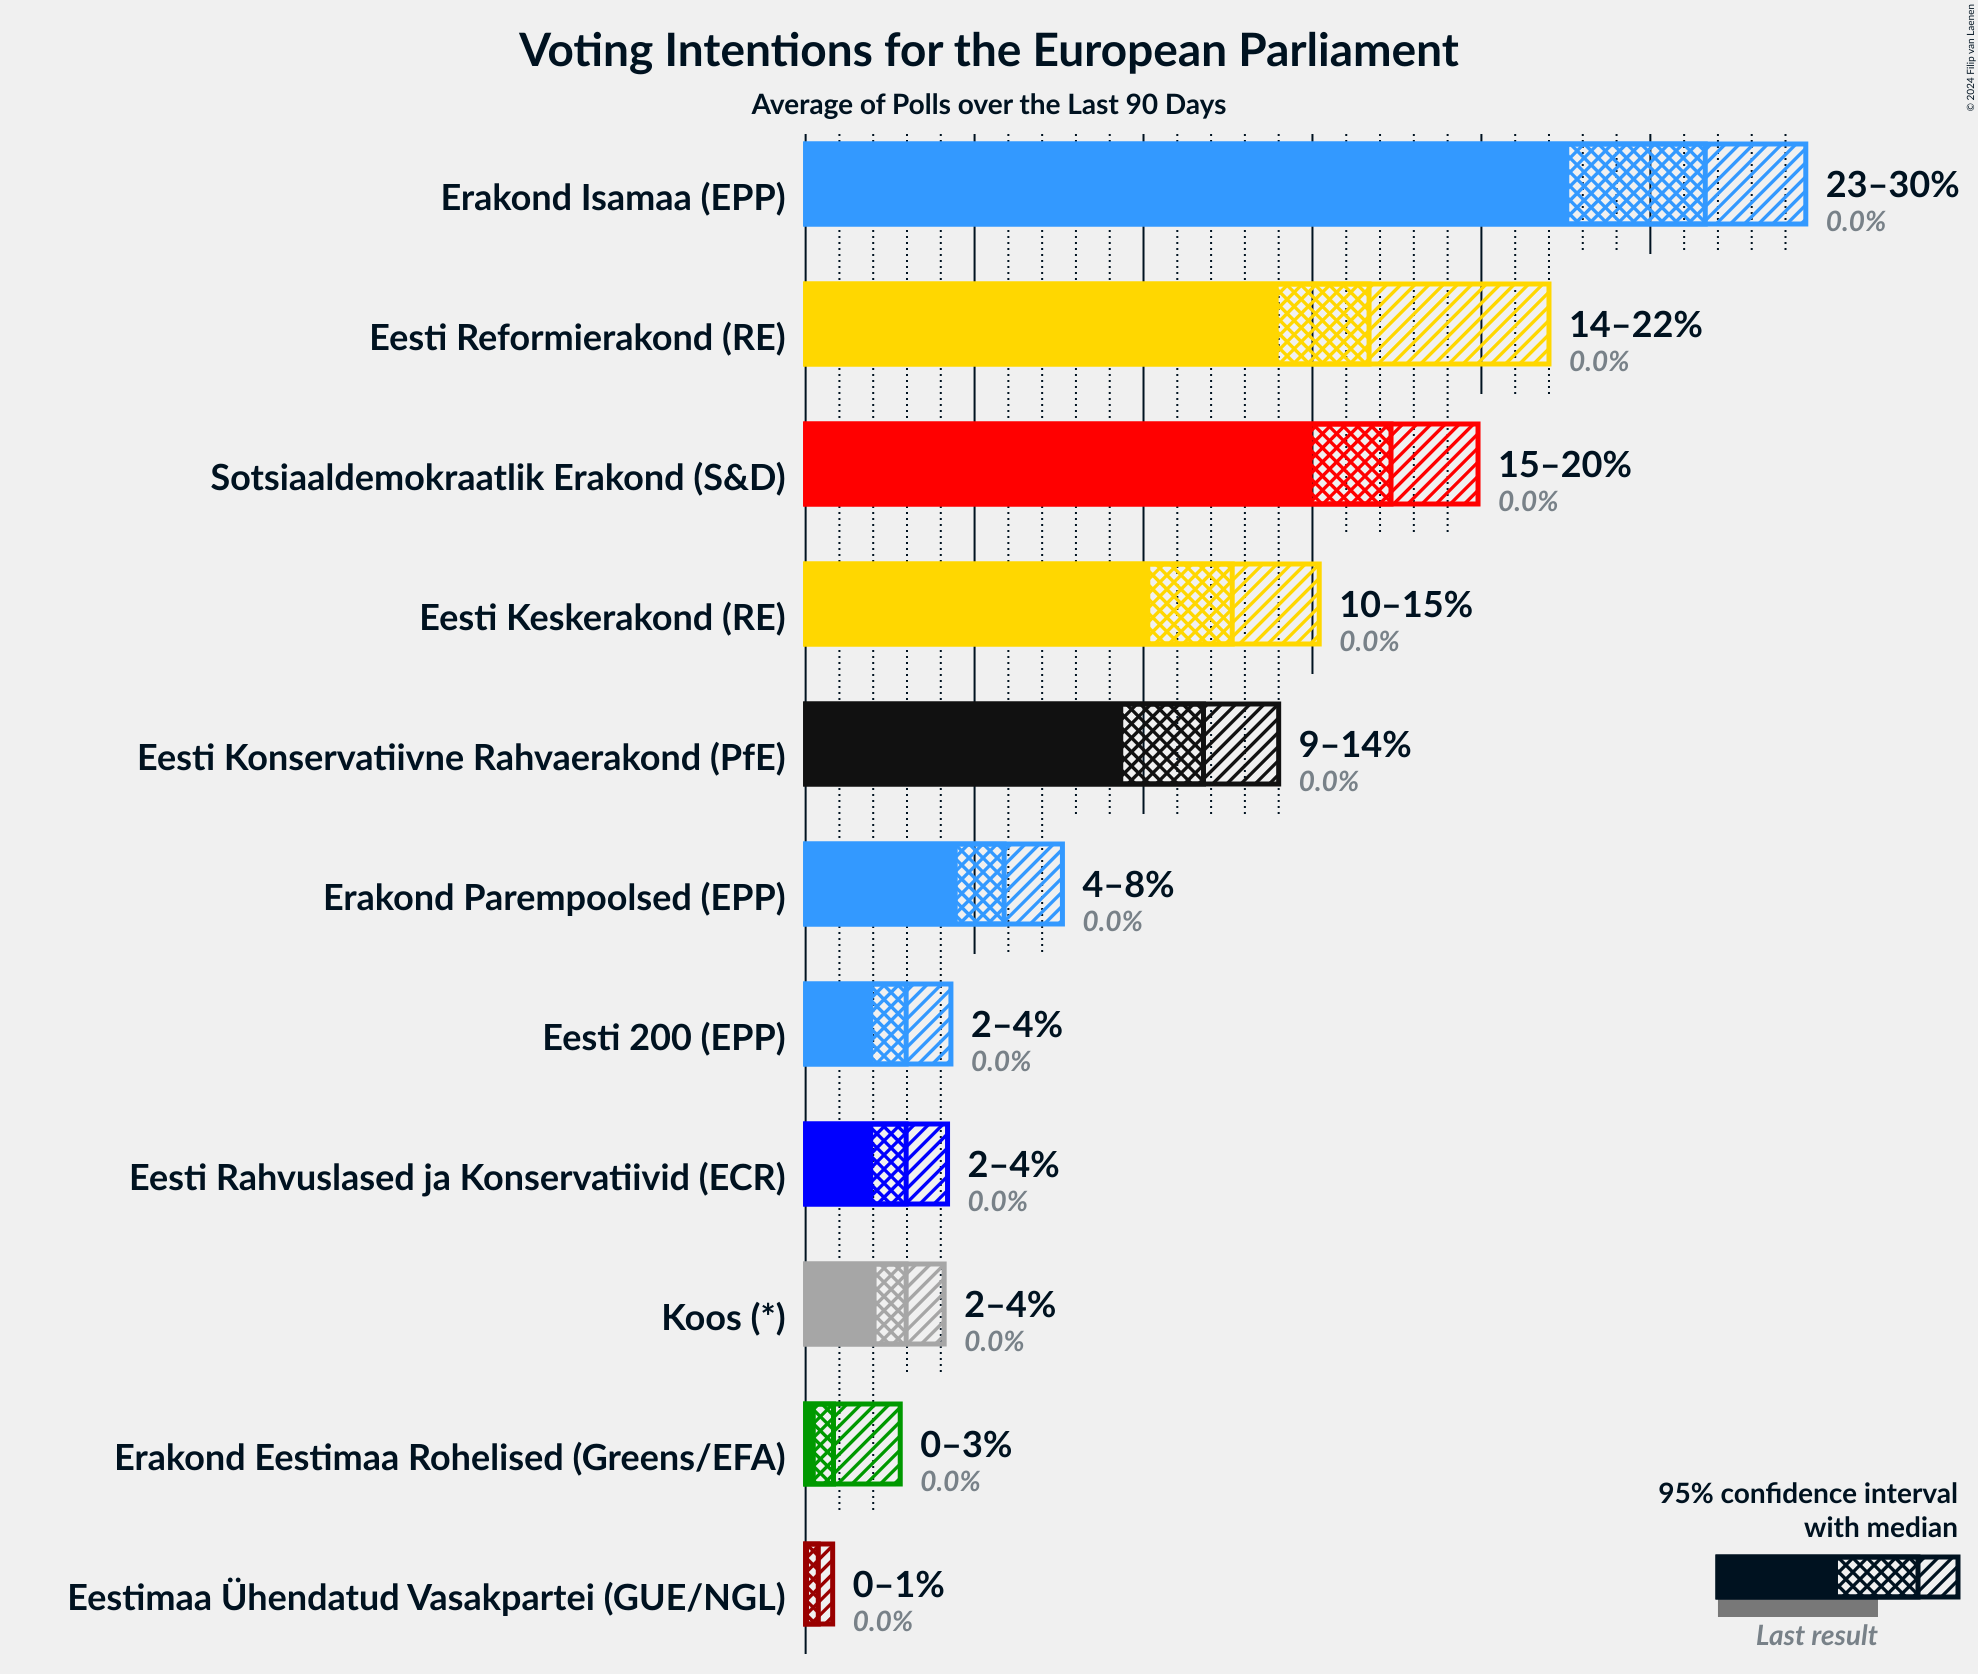 Voting Intentions for the European Parliament
Average of Polls over the Last 90 Days
© 2024 Filip van Laenen
Erakond Isamaa (EPP)
23–30%
0.0%
Eesti Reformierakond (RE)
14–22%
0.0%
Sotsiaaldemokraatlik Erakond (S&D)
15–20%
0.0%
Eesti Keskerakond (RE)
10–15%
0.0%
Eesti Konservatiivne Rahvaerakond (PfE)
9–14%
0.0%
Erakond Parempoolsed (EPP)
4–8%
0.0%
Eesti 200 (EPP)
2–4%
0.0%
Eesti Rahvuslased ja Konservatiivid (ECR)
2–4%
0.0%
Koos (*)
2–4%
0.0%
Erakond Eestimaa Rohelised (Greens/EFA)
0–3%
0.0%
Eestimaa Ühendatud Vasakpartei (GUE/NGL)
0–1%
0.0%
95% confidence interval
with median
Last result